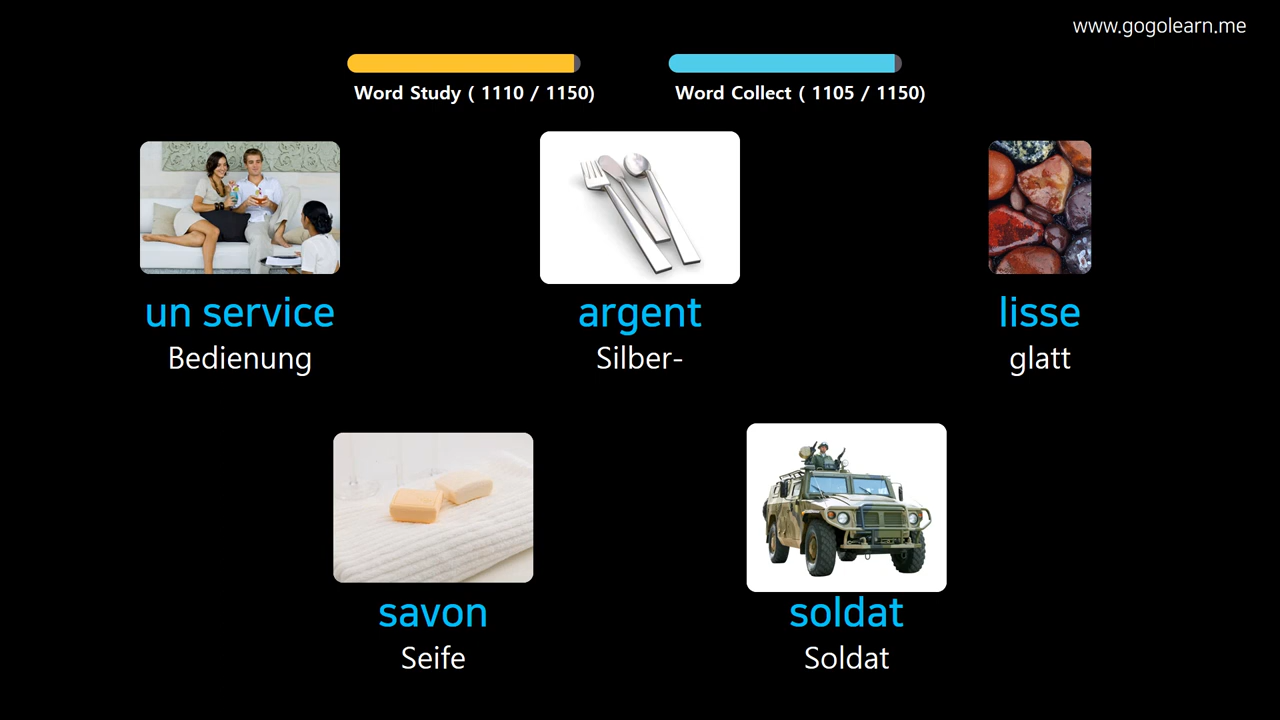 www.gogolearn.me
Word Study ( 1110 / 1150)
Word Collect ( 1105 / 1150)
un service
Bedienung
argent
Silber-
lisse
glatt
savon
Seife
soldat
Soldat